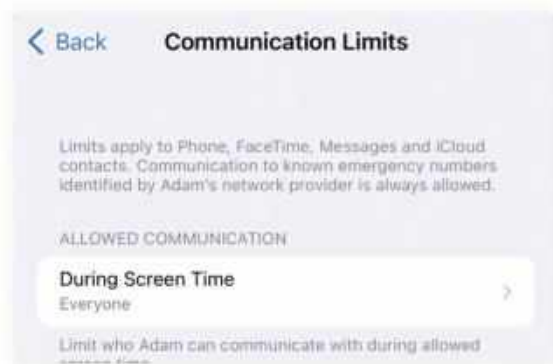 Back Communication Limits
Limits apply to Phone, FaceTime, Messages and iCloud
contacts. Communication to known emergency numbers
identified by Adam's network provider is always allowed.
ALLOWED COMMUNICATION
During Screen Time
Everyone
Limit who Adam can communicate with during allowed
screen time